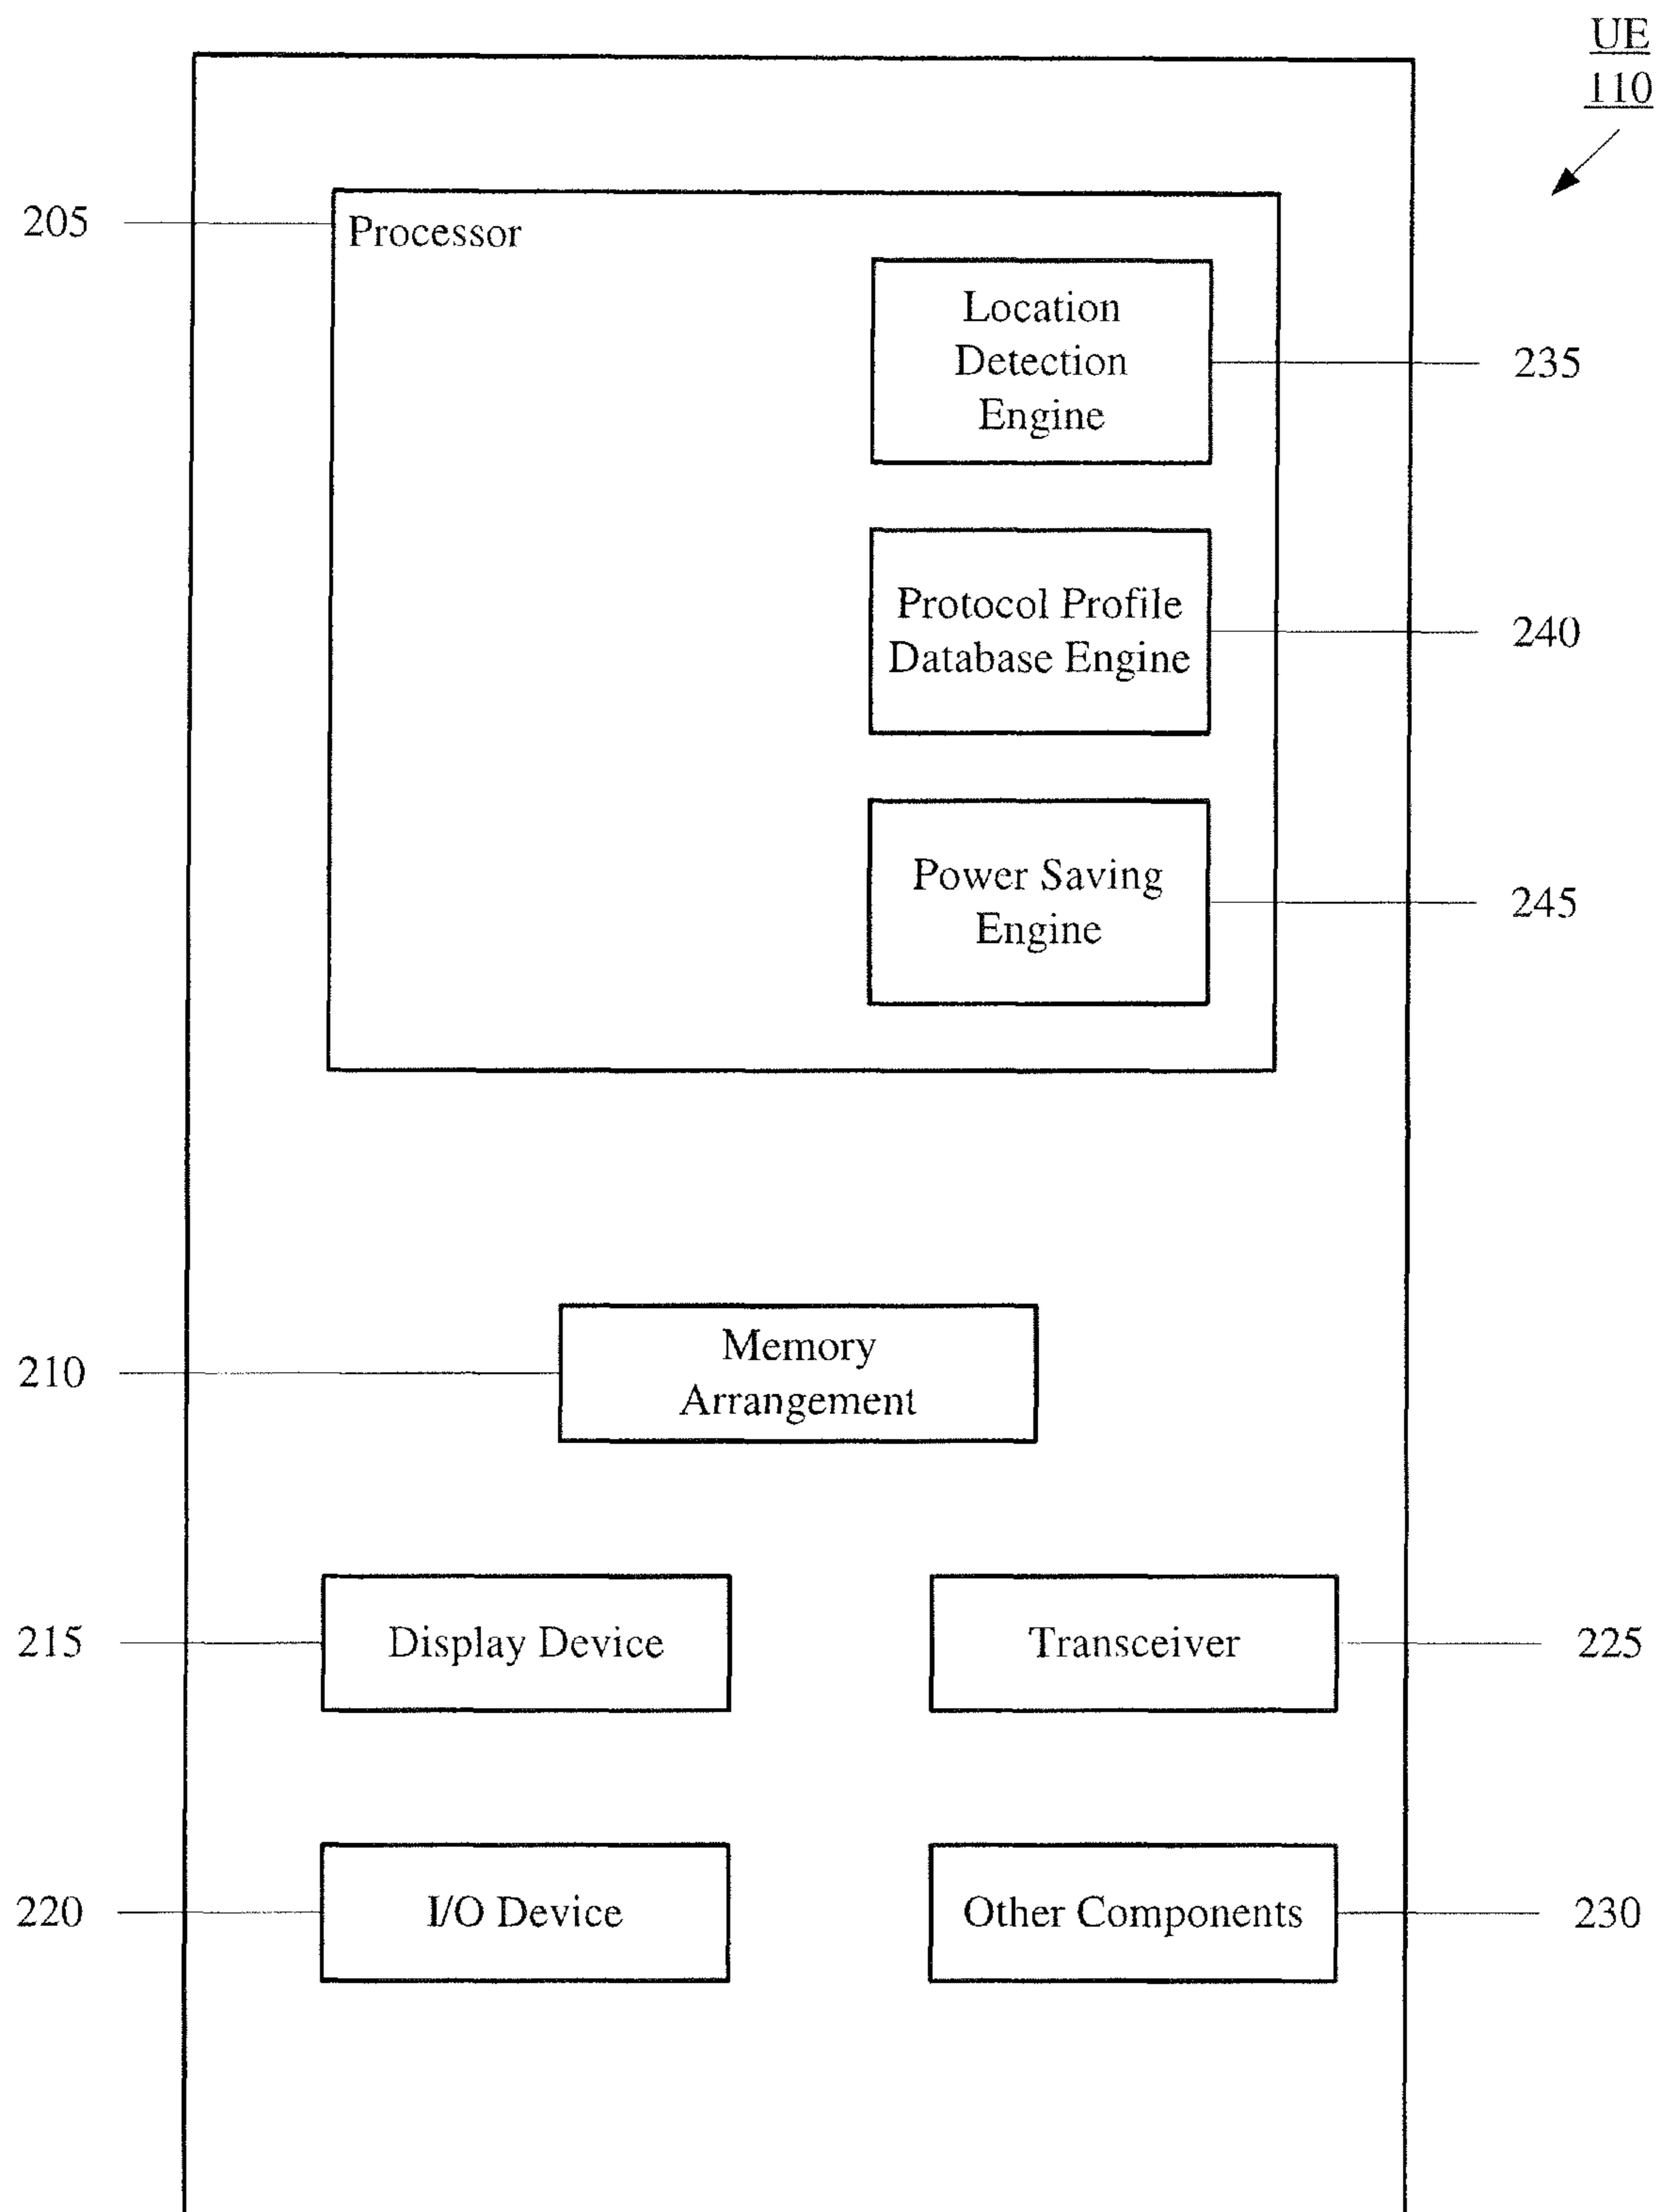 UE
110
205
Processor
Location
Detection
Engine
235
Protocol Profile
Database Engine
240
Power Saving
Engine
245
210
Memory
Arrangement
215
Display Device
Transceiver
225
220
I/O Device
Other Components
230